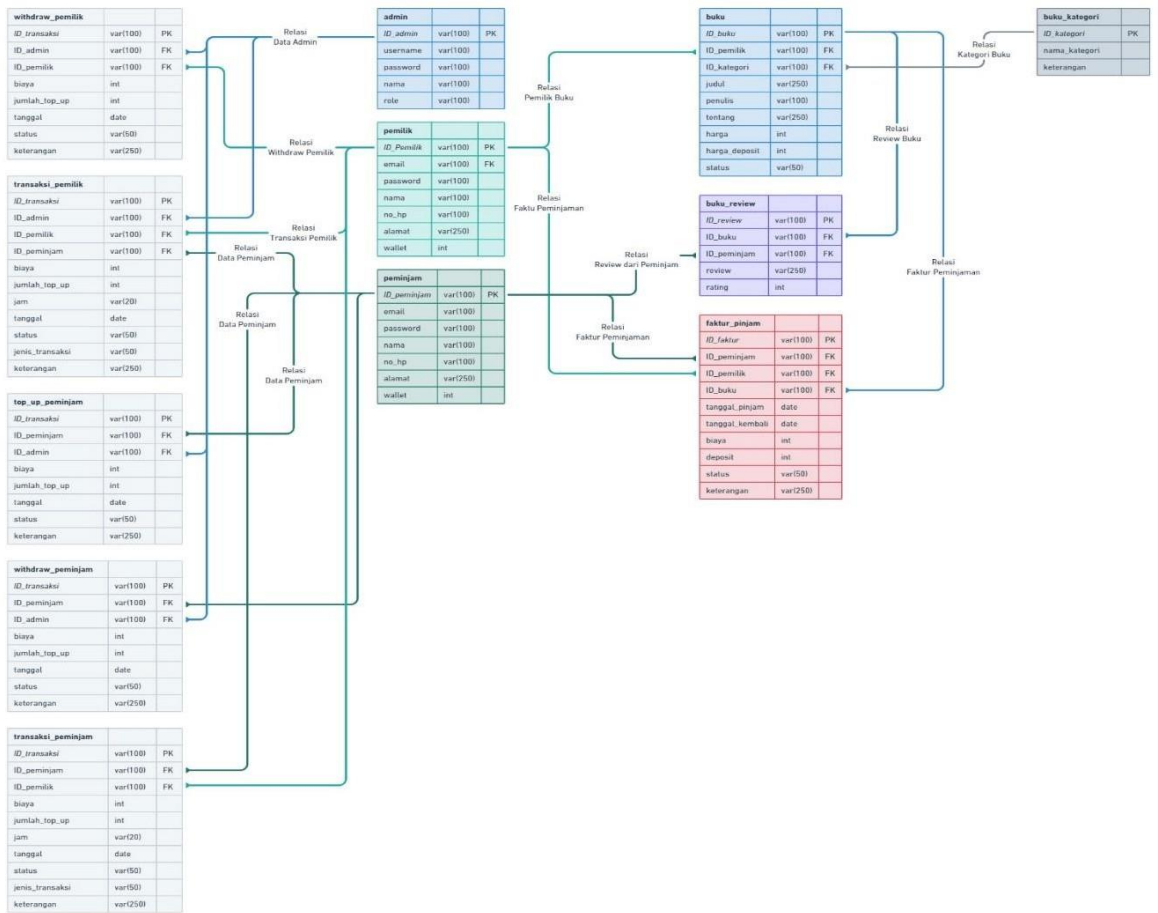 withdraw_pemilik
ID_transaksi var(100) PK
ID_admin var(100) FK
ID_pemilik var(100) FK
biaya int
jumlah_top_up int
tanggal date
status var(50)
keterangan var(250)
transaksi_pemilik
ID_transaksi var(100) PK
ID_admin var(100) FK
ID_pemilik var(100) FK
ID_peminjam var(100) FK
biaya int
jumlah_top_up int
jam var(20)
tanggal date
status var(50)
jenis_transaksi var(50)
keterangan var(250)
top_up_peminjam
ID_transaksi var(100) PK
ID_peminjam var(100) FK
ID_admin var(100) FK
biaya int
jumlah_top_up int
tanggal date
status var(50)
keterangan var(250)
withdraw_peminjam
ID_transaksi var(100) PK
ID_peminjam var(100) FK
ID_admin var(100) FK
biaya int
jumlah_top_up int
tanggal date
status var(50)
keterangan var(250)
transaksi_peminjam
ID_transaksi var(100) PK
ID_peminjam var(100) FK
ID_pemilik var(100) FK
biaya int
jumlah_top_up int
jam var(20)
tanggal date
status var(50)
jenis_transaksi var(50)
keterangan var(250)
Relasi
Data Admin
Relasi
Withdraw Pemilik
Relasi
Transaksi Pemilik
Relasi
Data Peminjam
Relasi
Data Peminjam
Relasi
Data Peminjam
admin
ID_admin var(100) PK
username var(100)
password var(100)
nama var(100)
role var(100)
pemilik
ID_Pemilik var(100) PK
email var(100) FK
password var(100)
nama var(100)
no_hp var(100)
alamat var(250)
wallet int
peminjam
ID_peminjam var(100) PK
email var(100)
password var(100)
nama var(100)
no_hp var(100)
alamat var(250)
wallet int
Relasi
Pemilik Buku
Relasi
Faktu Peminjaman
Relasi
Review dari Peminjam
Relasi
Faktur Peminjaman
buku
ID_buku var(100) PK
ID_pemilik var(100) FK
ID_kategori var(100) FK
judul var(250)
penulis var(100)
tentang var(250)
harga int
harga_deposit int
status var(50)
buku_review
ID_review var(100) PK
ID_buku var(100) FK
ID_peminjam var(100) FK
review var(250)
rating int
faktur_pinjam
ID_faktur var(100) PK
ID_peminjam var(100) FK
ID_pemilik var(100) FK
ID_buku var(100) FK
tanggal_pinjam date
tanggal_kembali date
biaya int
deposit int
status var(50)
keterangan var(250)
Relasi
Kategori Buku
Relasi
Review Buku
Relasi
Faktur Peminjaman
buku_kategori
ID_kategori PK
nama_kategori
keterangan